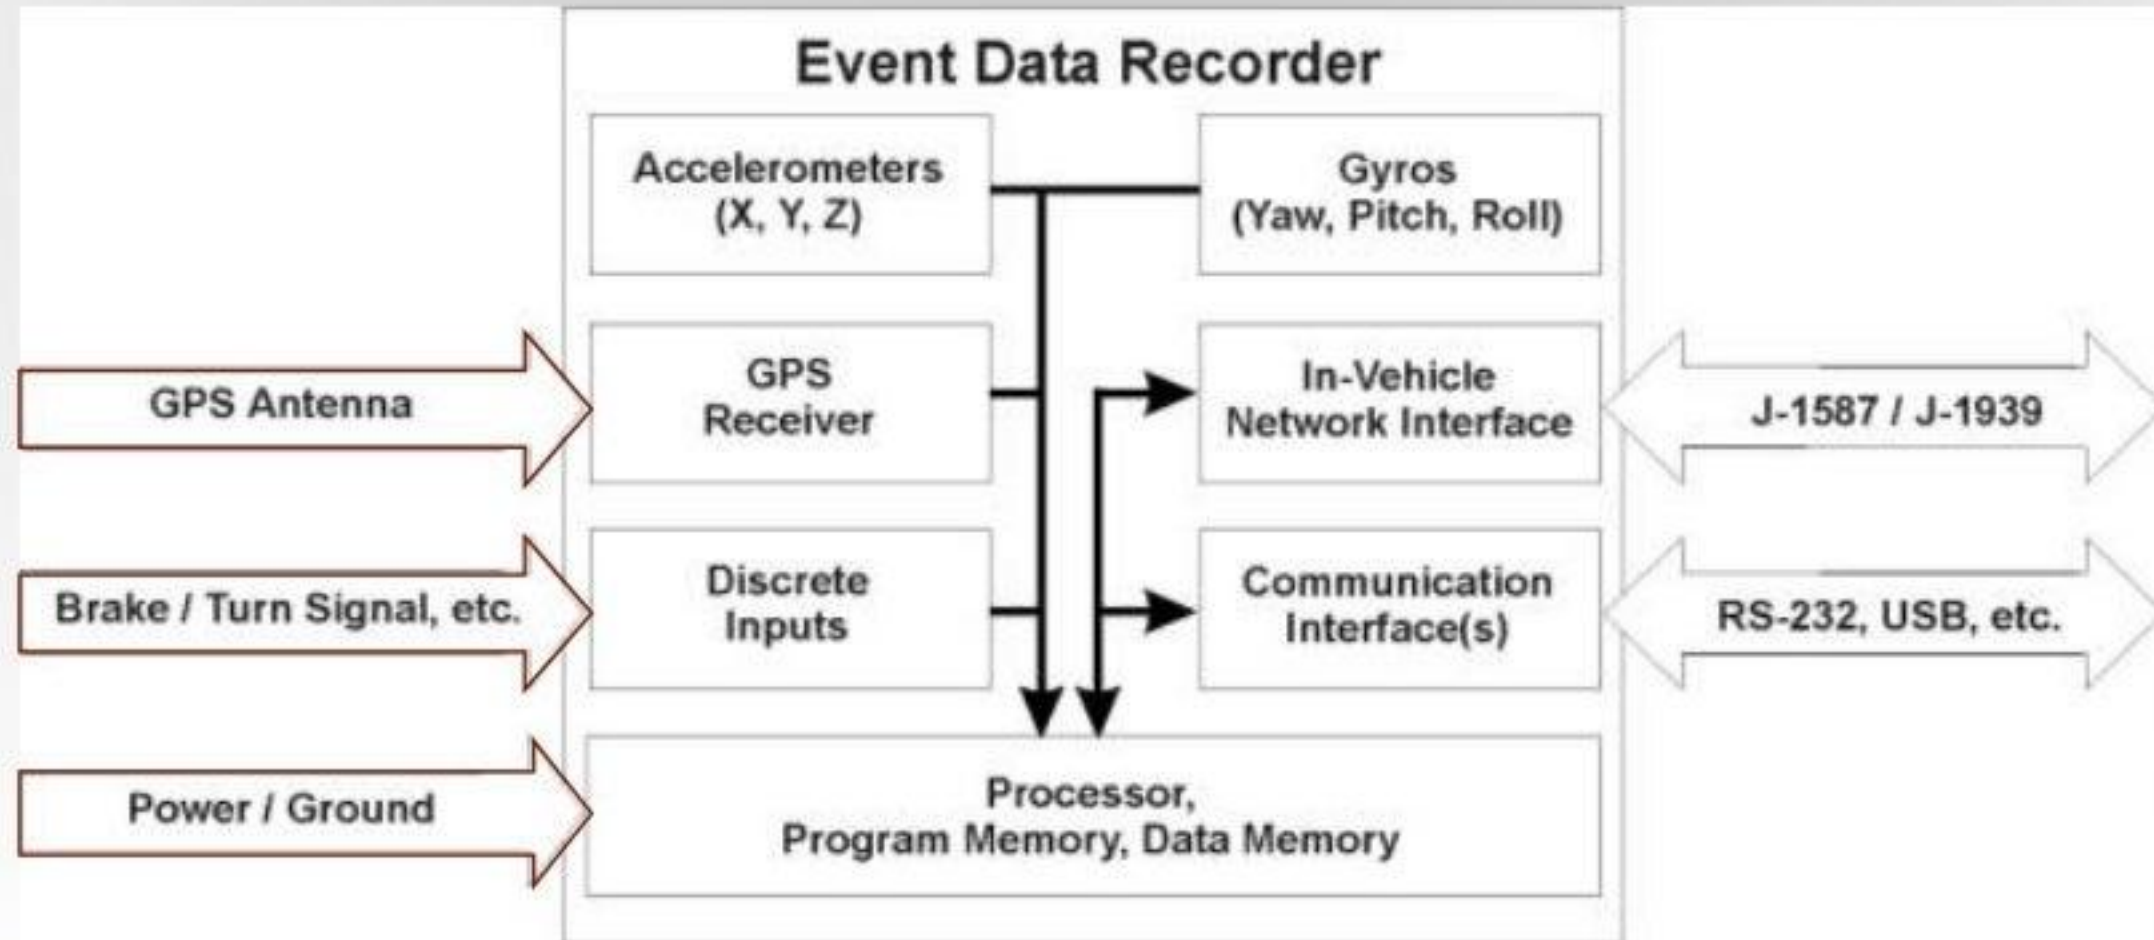 Event Data Recorder
Accelerometers
(X, Y, Z)
Gyros
(Yaw, Pitch, Roll)
GPS Antenna
GPS
Receiver
In-Vehicle
Network Interface
J-1587 / J-1939
Brake / Turn Signal, etc.
Discrete
Inputs
Communication
Interface(s)
RS-232, USB, etc.
Power / Ground
Processor,
Program Memory, Data Memory